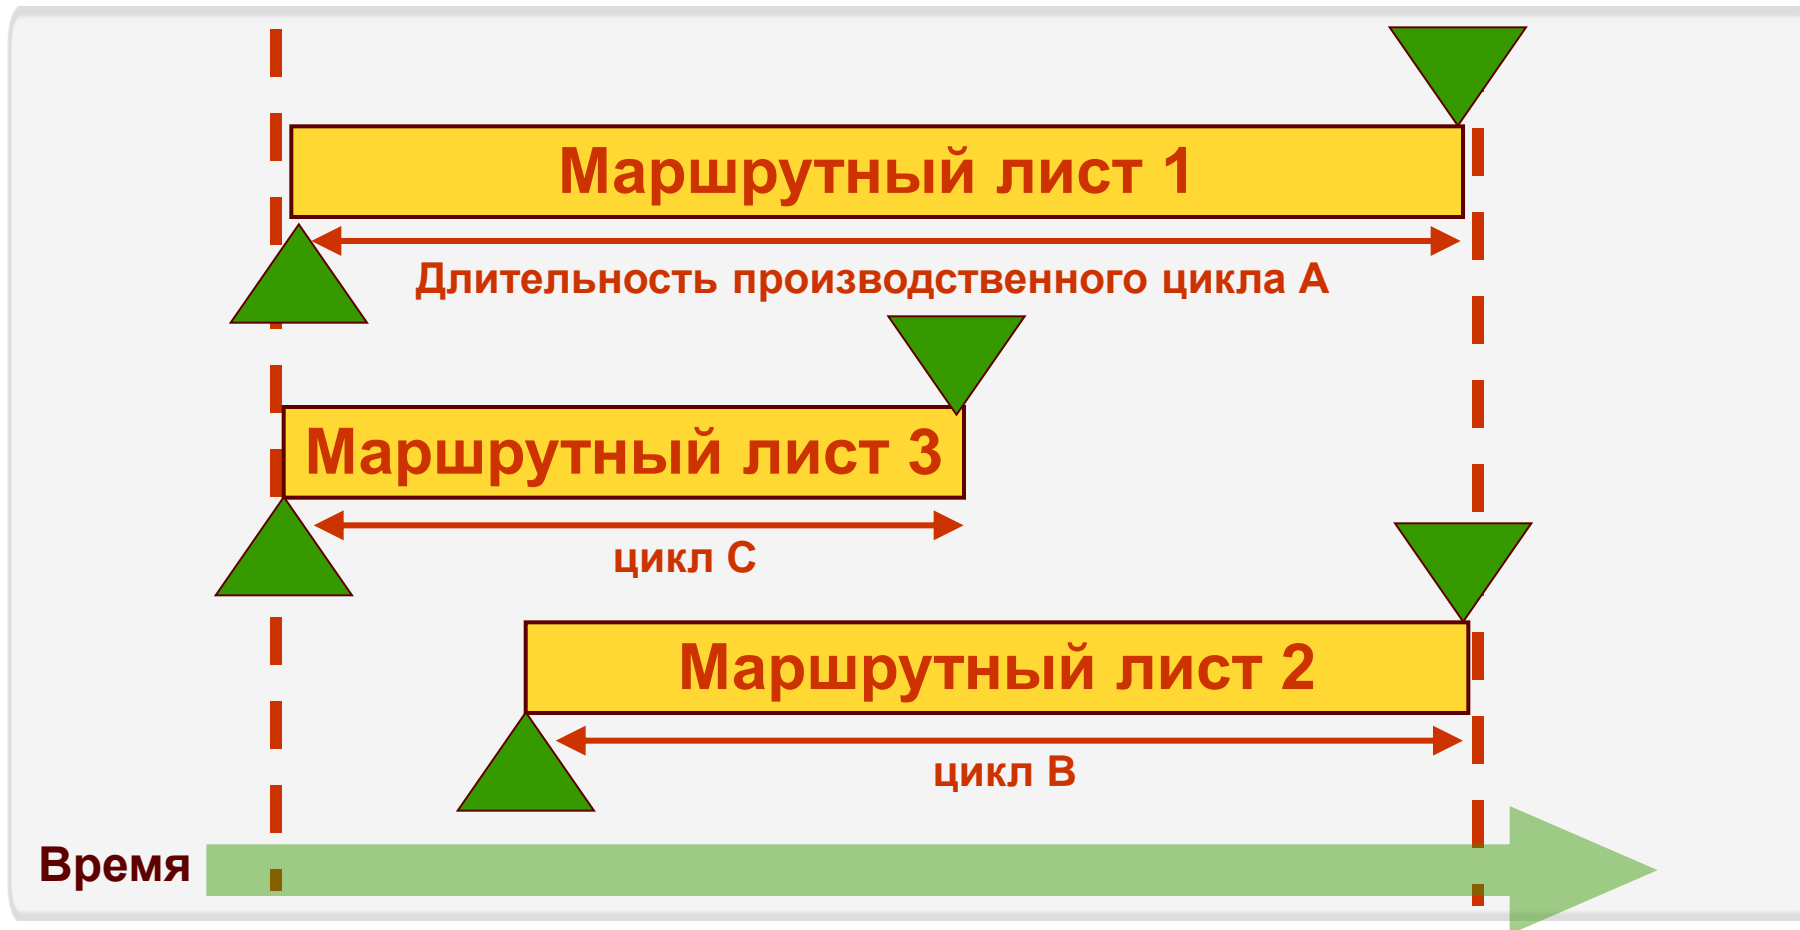 Маршрутный лист 1
Длительность производственного цикла А
Маршрутный лист 3
цикл С
Маршрутный лист 2
цикл В
Время